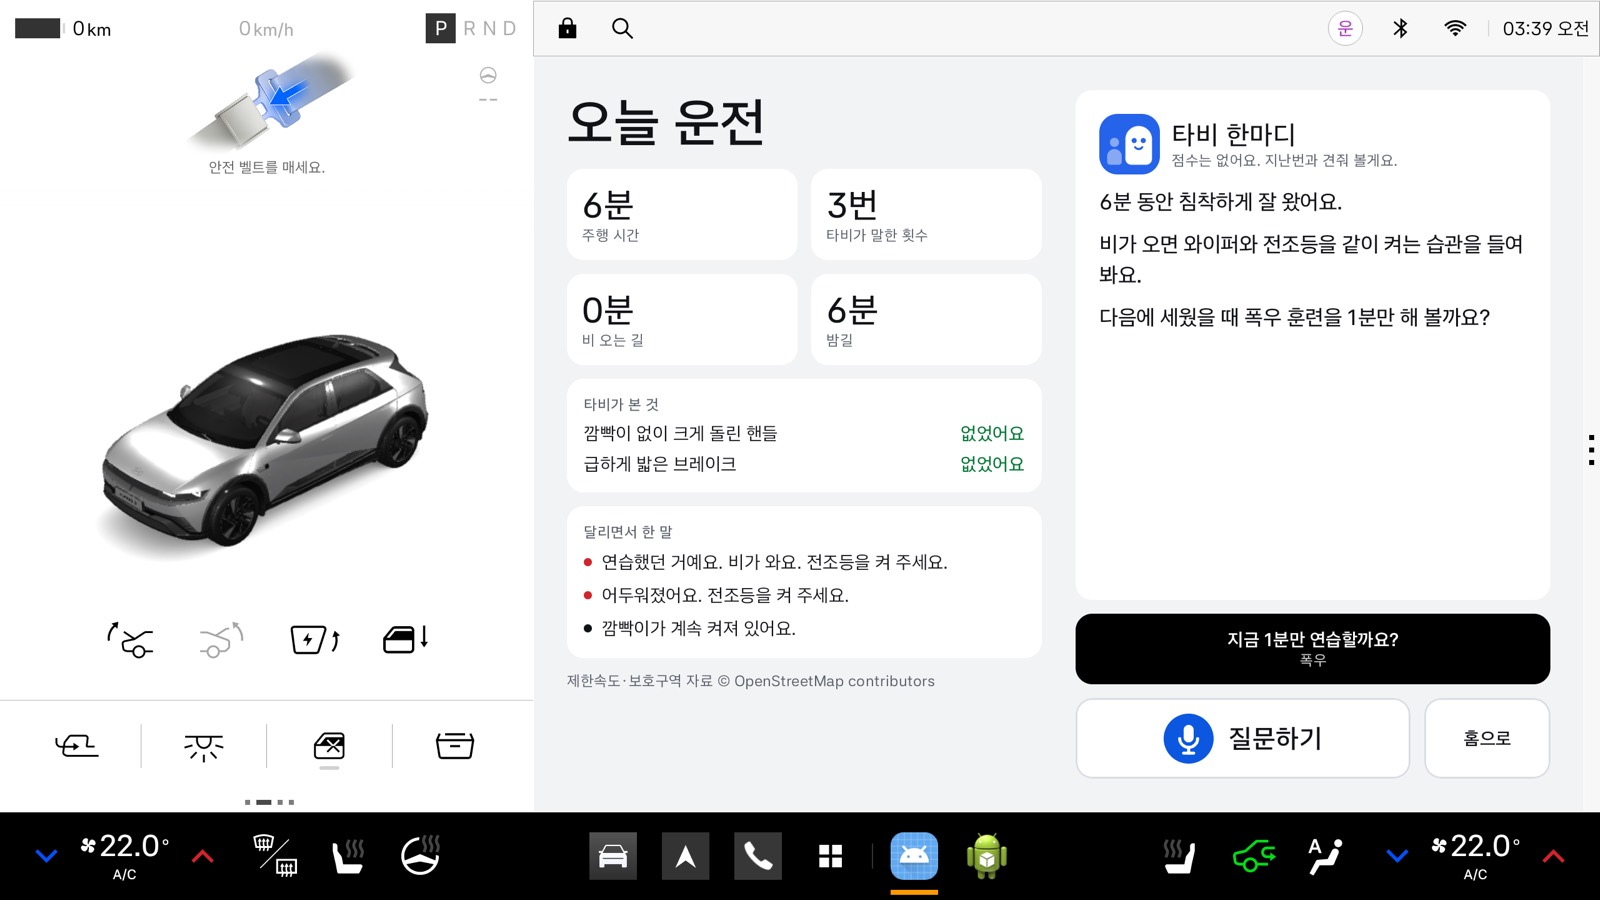 0km
0km/h
P R N D
안전 벨트를 매세요.
운
03:39 오전
오늘 운전
6분
주행 시간
3번
타비가 말한 횟수
0분
비 오는 길
6분
밤길
타비가 본 것
깜빡이 없이 크게 돌린 핸들 없었어요
급하게 밟은 브레이크 없었어요
달리면서 한 말
연습했던 거예요. 비가 와요. 전조등을 켜 주세요.
어두워졌어요. 전조등을 켜 주세요.
깜빡이가 계속 켜져 있어요.
제한속도·보호구역 자료 © OpenStreetMap contributors
타비 한마디
점수는 없어요. 지난번과 견줘 볼게요.
6분 동안 침착하게 잘 왔어요.
비가 오면 와이퍼와 전조등을 같이 켜는 습관을 들여
봐요.
다음에 세웠을 때 폭우 훈련을 1분만 해 볼까요?
지금 1분만 연습할까요?
폭우
질문하기
홈으로
22.0°
A/C
A
22.0°
A/C